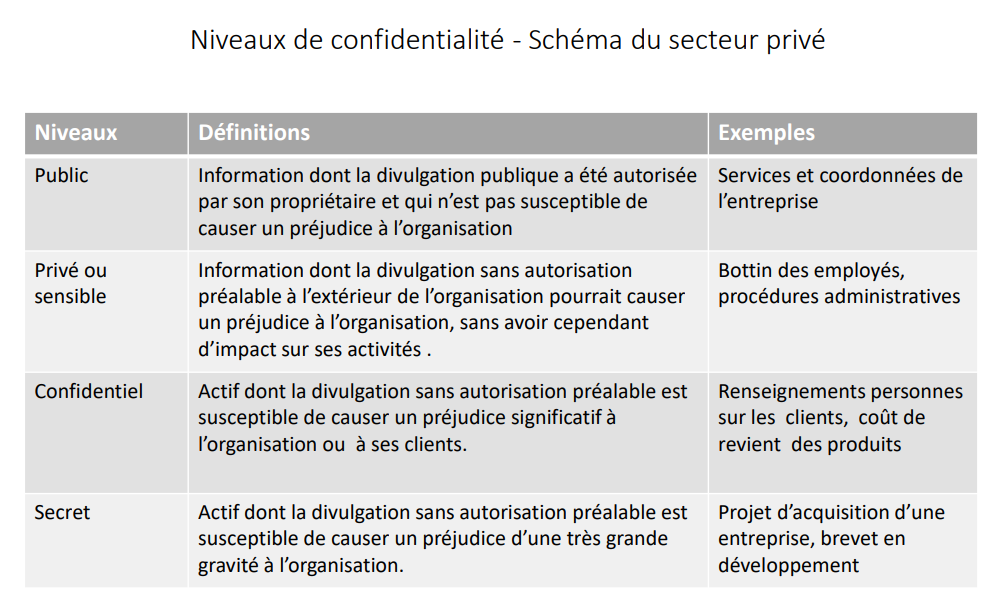 Niveaux de confidentialité - Schéma du secteur privé
Niveaux
Définitions
Exemples
Public
Information dont la divulgation publique a été autorisée
par son propriétaire et qui n’est pas susceptible de
causer un préjudice à l’organisation
Services et coordonnées de
l’entreprise
Privé ou
sensible
Information dont la divulgation sans autorisation
préalable à l’extérieur de l’organisation pourrait causer
un préjudice à l’organisation, sans avoir cependant
d’impact sur ses activités .
Bottin des employés,
procédures administratives
Confidentiel
Actif dont la divulgation sans autorisation préalable est
susceptible de causer un préjudice significatif à
l’organisation ou  à ses clients.
Renseignements personnes
sur les  clients,  coût de
revient  des produits
Secret
Actif dont la divulgation sans autorisation préalable est
susceptible de causer un préjudice d’une très grande
gravité à l’organisation.
Projet d’acquisition d’une
entreprise, brevet en
développement